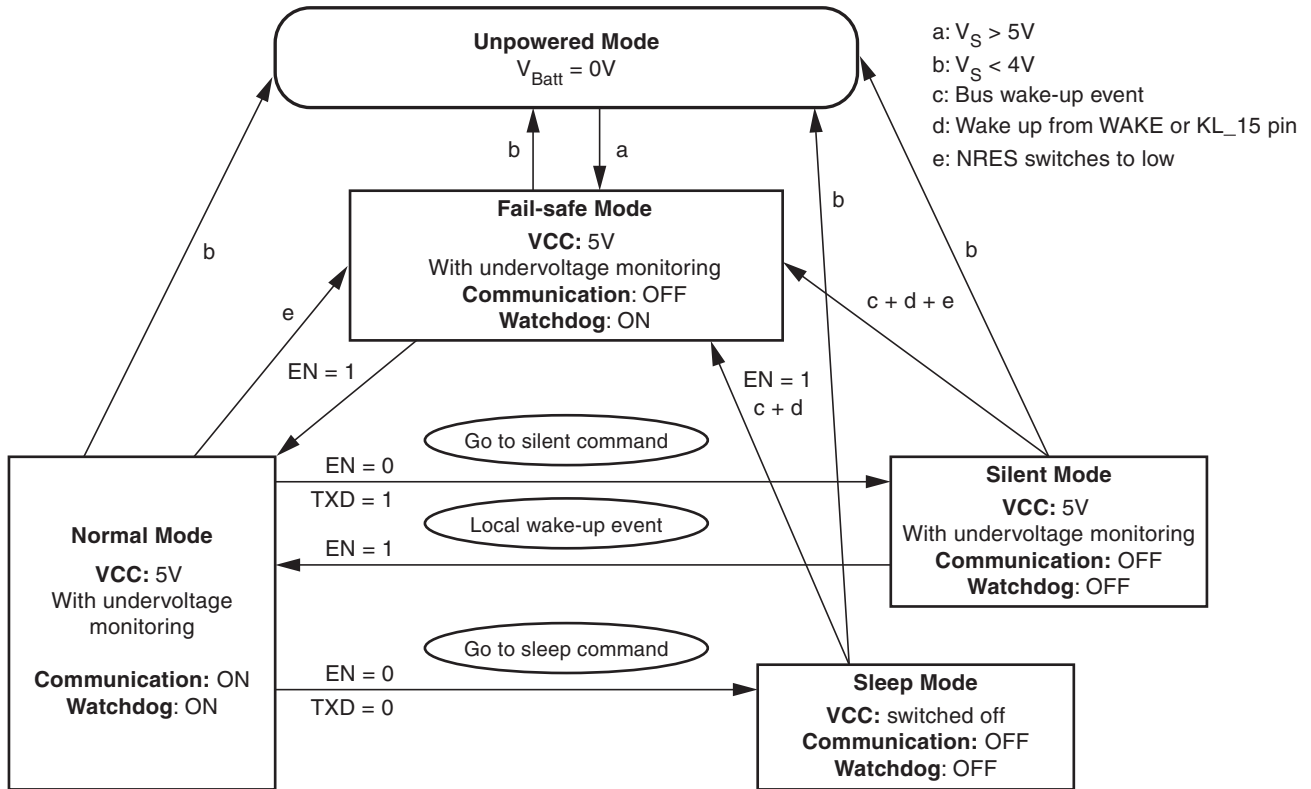 Unpowered Mode
V_Batt = 0V
a: V_S > 5V
b: V_S < 4V
c: Bus wake-up event
d: Wake up from WAKE or KL_15 pin
e: NRES switches to low
b
a
b
b
b
Fail-safe Mode
VCC: 5V
With undervoltage monitoring
Communication: OFF
Watchdog: ON
e
c + d + e
EN = 1
EN = 1
c + d
Go to silent command
EN = 0
TXD = 1
Local wake-up event
EN = 1
Silent Mode
VCC: 5V
With undervoltage monitoring
Communication: OFF
Watchdog: OFF
Normal Mode
VCC: 5V
With undervoltage
monitoring
Communication: ON
Watchdog: ON
Go to sleep command
EN = 0
TXD = 0
Sleep Mode
VCC: switched off
Communication: OFF
Watchdog: OFF